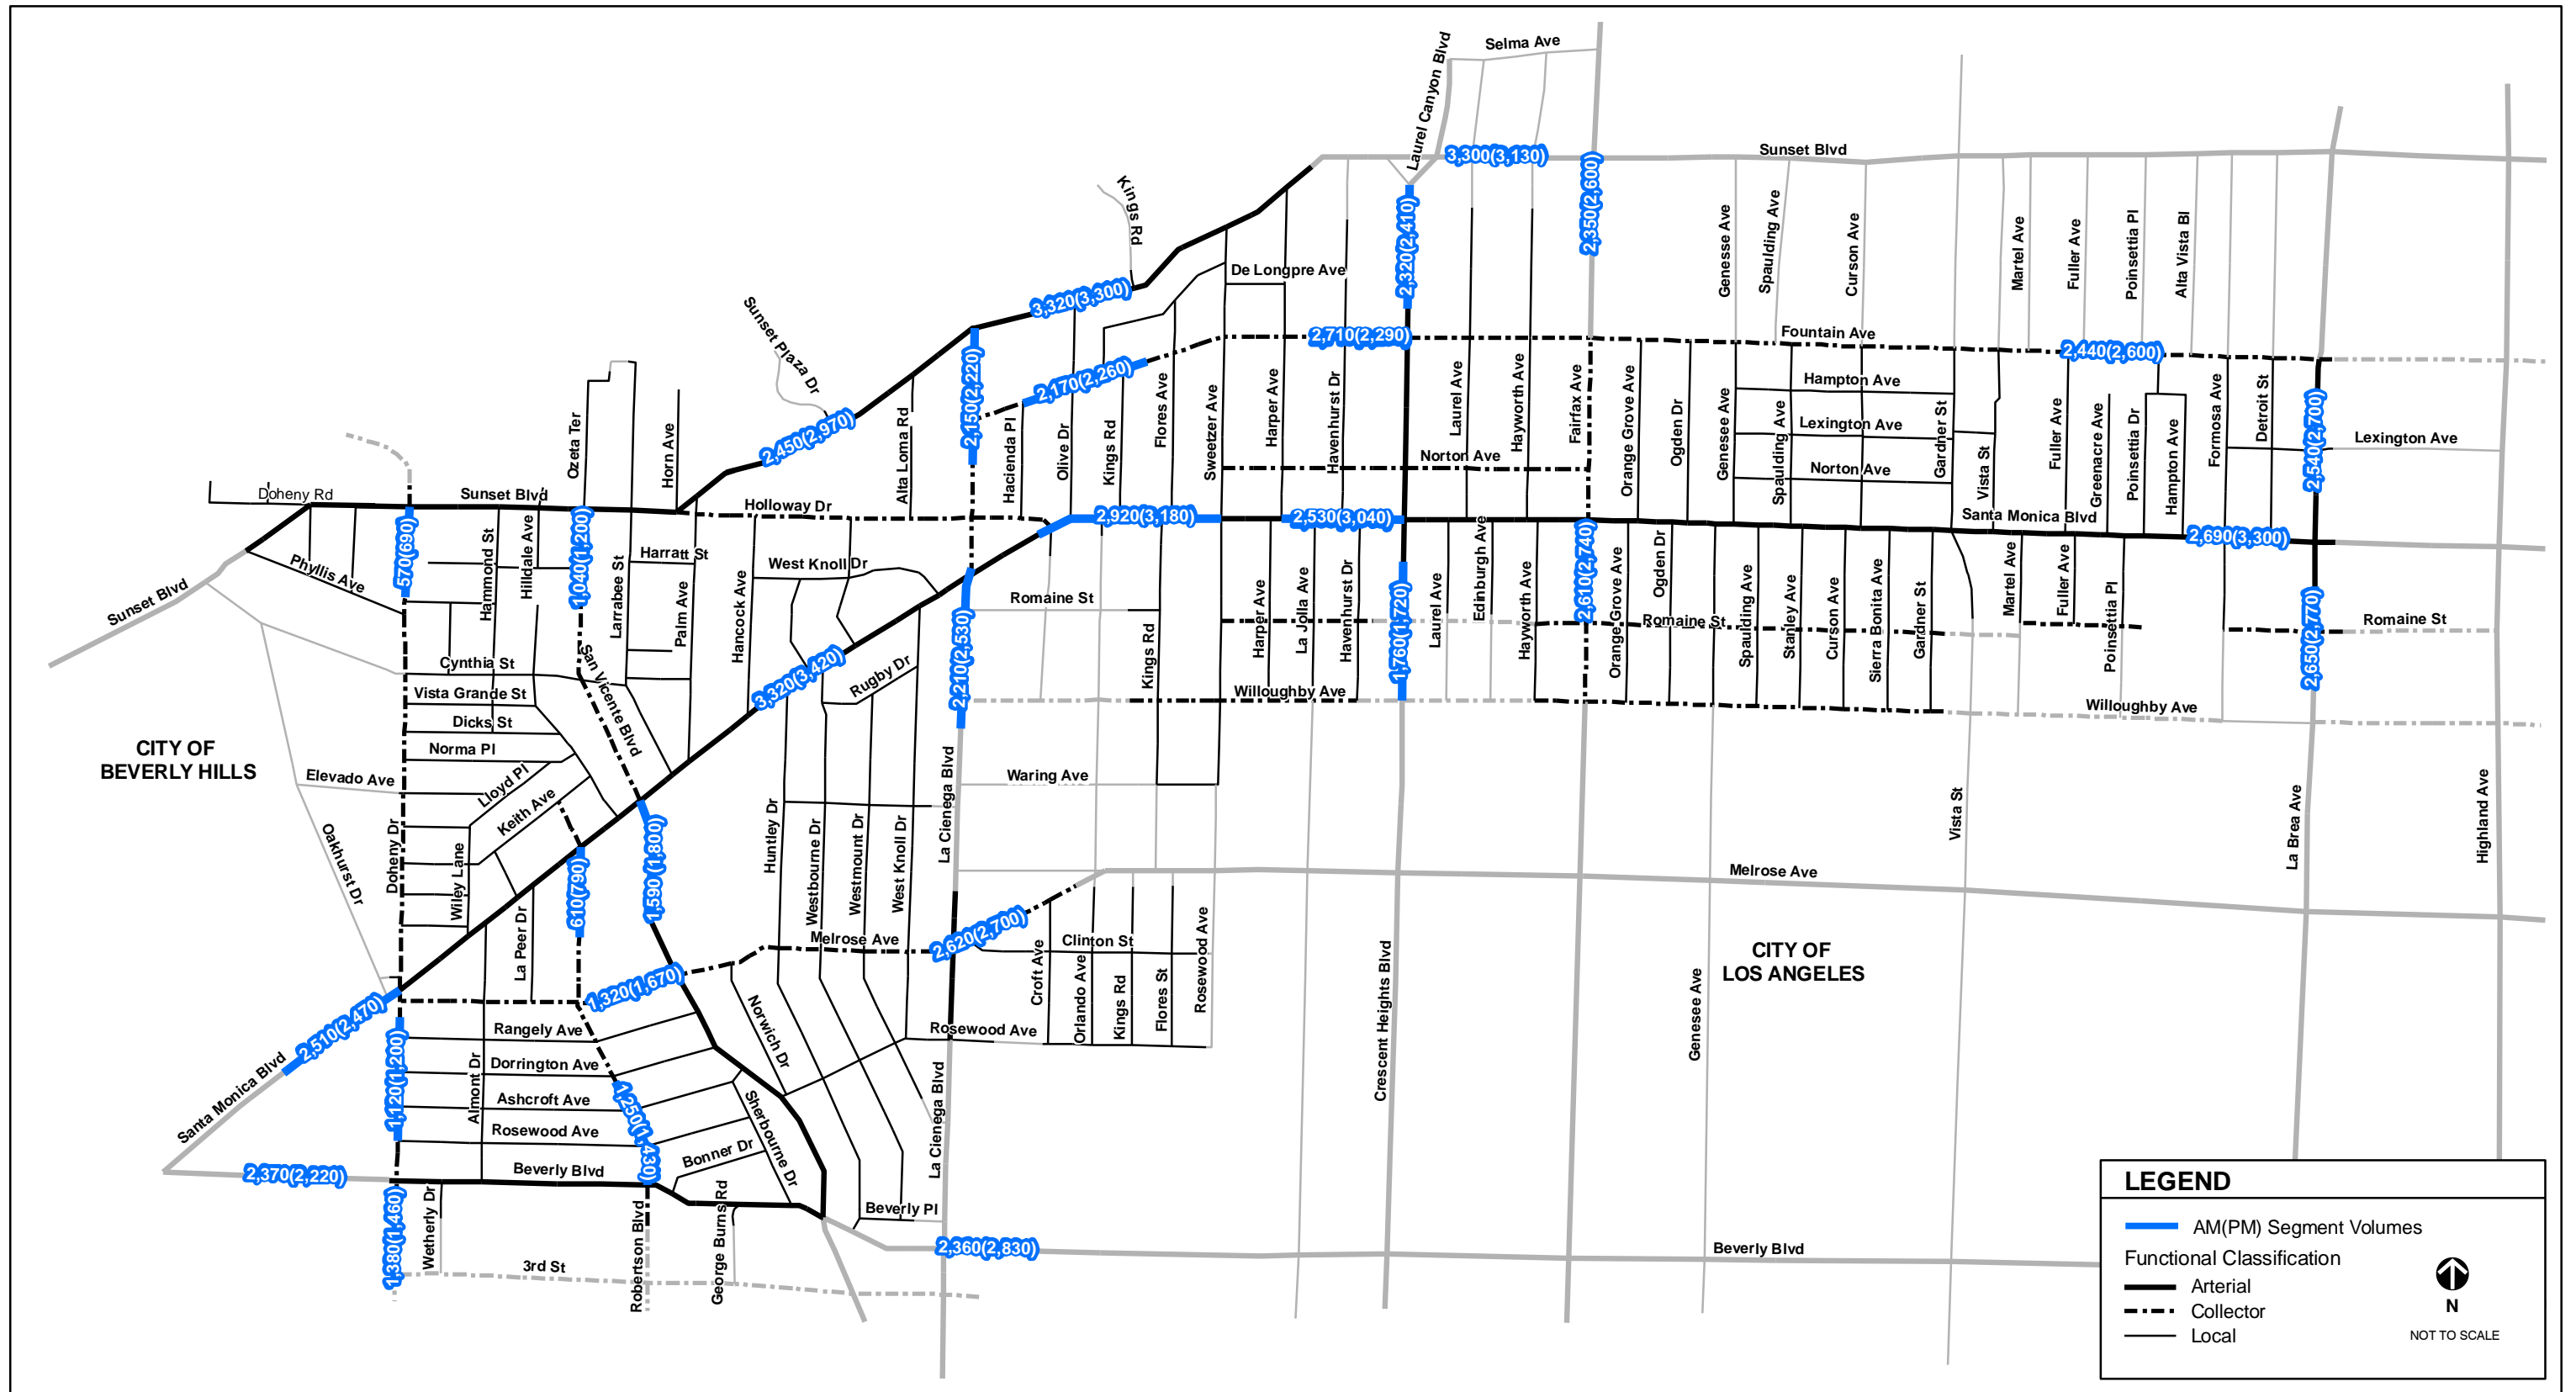 Selma Ave
Laurel Canyon Blvd
3,300(3,130)
Sunset Blvd
2,350(2,600)
Kings Rd
2,320(2,410)
De Longpre Ave
Genesee Ave
Spaulding Ave
Curson Ave
Martel Ave
Fuller Ave
Poinsettia Pl
Alta Vista Bl
3,320(3,300)
Sunset Plaza Dr
2,710(2,290)
Fountain Ave
2,440(2,600)
2,150(2,220)
2,170(2,260)
2,450(2,970)
Ozeta Ter
Horn Ave
Alta Loma Rd
Hacienda Pl
Olive Dr
Kings Rd
Flores Ave
Sweetzer Ave
Harper Ave
Havenhurst Dr
Laurel Ave
Hayworth Ave
Fairfax Ave
Orange Grove Ave
Ogden Dr
Genesee Ave
Hampton Ave
Spaulding Ave
Lexington Ave
Norton Ave
Gardner St
Vista St
Fuller Ave
Greenacre Ave
Poinsettia Dr
Hampton Ave
Formosa Ave
Detroit St
2,540(2,700)
Lexington Ave
Norton Ave
Doheny Rd
Sunset Blvd
Holloway Dr
2,920(3,180)
2,530(3,040)
Santa Monica Blvd
2,690(3,300)
570(690)
Hammond St
Hilldale Ave
1,040(1,200)
Larrabee St
Harratt St
Palm Ave
Hancock Ave
West Knoll Dr
Phyllis Ave
Sunset Blvd
Romaine St
2,210(2,530)
Kings Rd
Harper Ave
La Jolla Ave
Havenhurst Dr
1,760(1,720)
Laurel Ave
Edinburgh Ave
Hayworth Ave
2,610(2,740)
Orange Grove Ave
Ogden Dr
Romaine St
Spaulding Ave
Stanley Ave
Curson Ave
Sierra Bonita Ave
Gardner St
Martel Ave
Fuller Ave
Poinsettia Pl
2,650(2,770)
Romaine St
Cynthia St
San Vicente Blvd
3,320(3,420)
Rugby Dr
Vista Grande St
Willoughby Ave
Willoughby Ave
Dicks St
CITY OF
BEVERLY HILLS
Norma Pl
Elevado Ave
Lloyd Pl
Keith Ave
Waring Ave
Oakhurst Dr
Doheny Dr
Wiley Lane
La Peer Dr
610(790)
1,590(1,800)
Huntley Dr
Westbourne Dr
Westmount Dr
West Knoll Dr
La Cienega Blvd
Vista St
La Brea Ave
Highland Ave
Melrose Ave
Melrose Ave
2,620(2,700)
Clinton St
Croft Ave
Orlando Ave
Kings Rd
Flores St
Rosewood Ave
Crescent Heights Blvd
Genesee Ave
CITY OF
LOS ANGELES
1,320(1,670)
2,510(2,470)
Santa Monica Blvd
Rangely Ave
Norwich Dr
Rosewood Ave
1,120(1,200)
Almont Dr
Dorrington Ave
Ashcroft Ave
1,250(1,430)
Rosewood Ave
Sherbourne Dr
Bonner Dr
La Cienega Blvd
2,370(2,220)
Beverly Blvd
1,380(1,460)
Wetherly Dr
Robertson Blvd
George Burns Rd
Beverly Pl
2,360(2,830)
Beverly Blvd
3rd St
LEGEND
AM(PM) Segment Volumes
Functional Classification
Arterial
Collector
Local
N
NOT TO SCALE